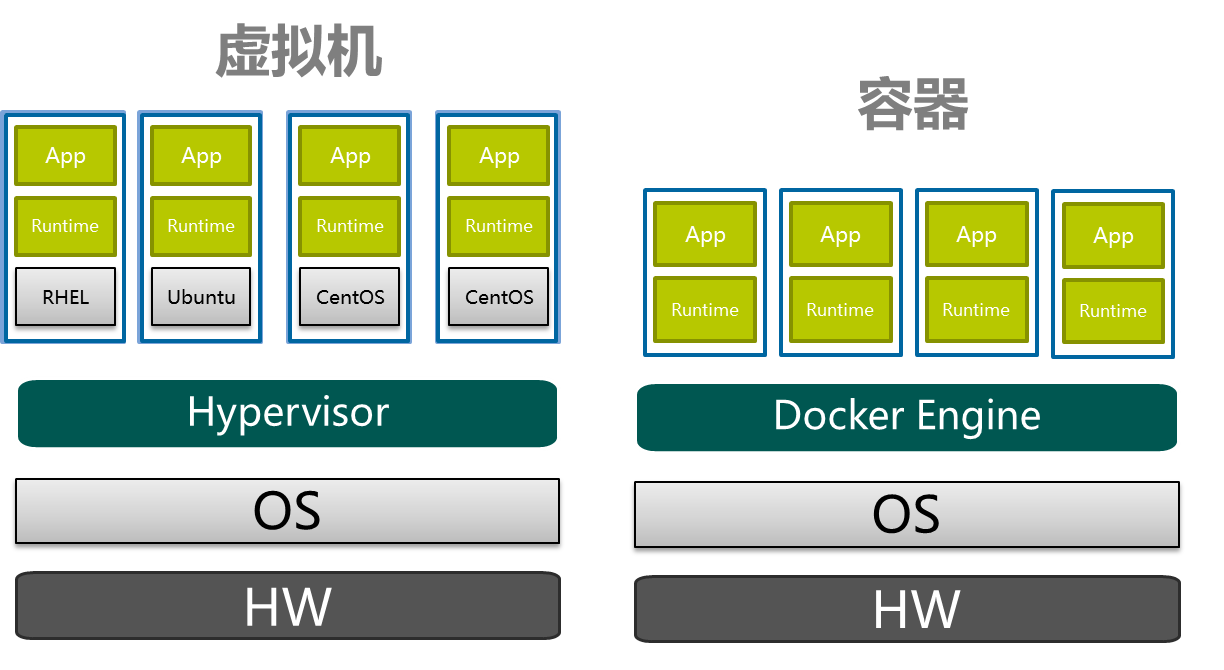 虚拟机
App
App
App
App
Runtime
Runtime
Runtime
Runtime
RHEL
Ubuntu
CentOS
CentOS
Hypervisor
OS
HW
容器
App
App
App
App
Runtime
Runtime
Runtime
Runtime
Docker Engine
OS
HW